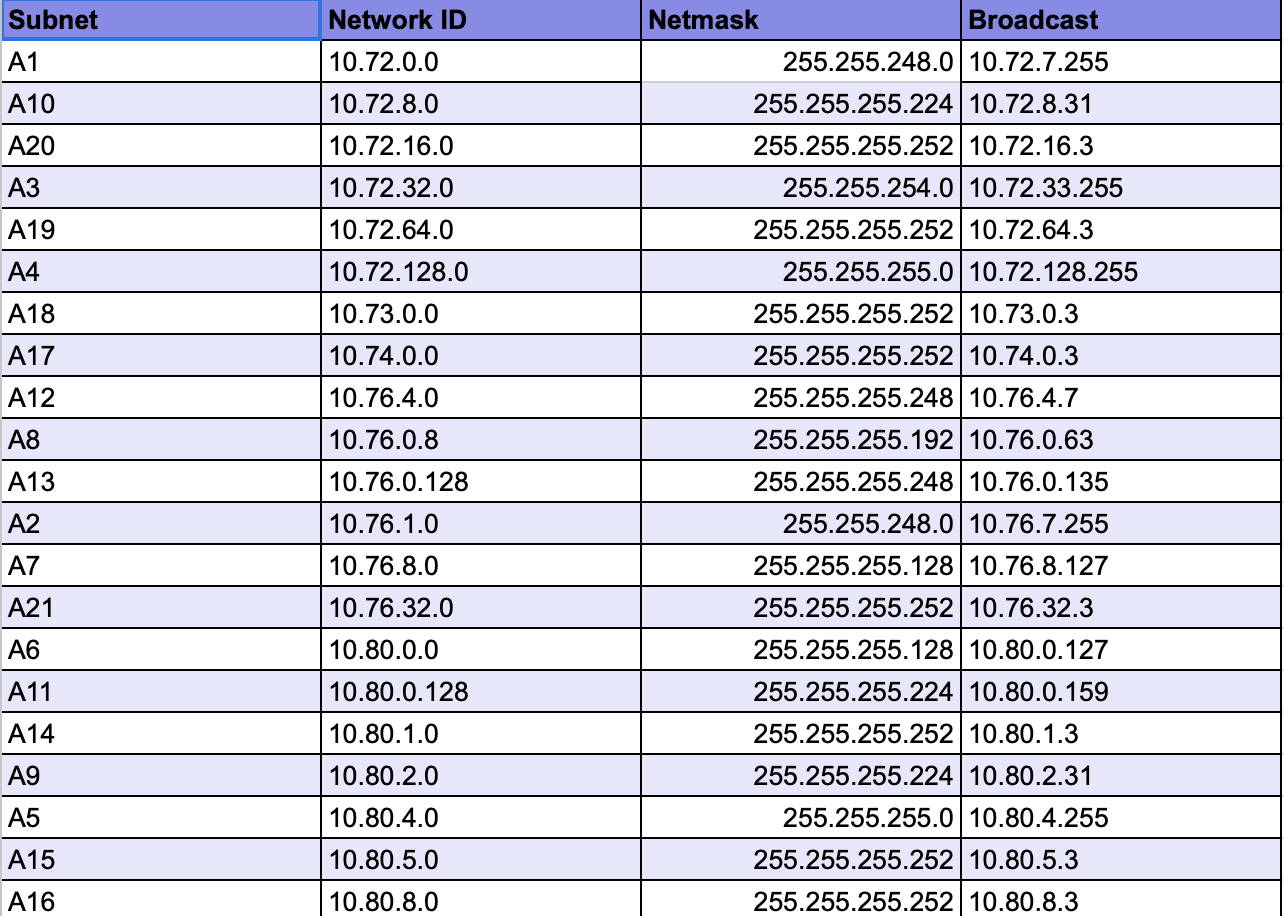 Subnet Network ID Netmask Broadcast
A1 10.72.0.0 255.255.248.0 10.72.7.255
A10 10.72.8.0 255.255.255.224 10.72.8.31
A20 10.72.16.0 255.255.255.252 10.72.16.3
A3 10.72.32.0 255.255.254.0 10.72.33.255
A19 10.72.64.0 255.255.255.252 10.72.64.3
A4 10.72.128.0 255.255.255.0 10.72.128.255
A18 10.73.0.0 255.255.255.252 10.73.0.3
A17 10.74.0.0 255.255.255.252 10.74.0.3
A12 10.76.4.0 255.255.255.248 10.76.4.7
A8 10.76.0.8 255.255.255.192 10.76.0.63
A13 10.76.0.128 255.255.255.248 10.76.0.135
A2 10.76.1.0 255.255.248.0 10.76.7.255
A7 10.76.8.0 255.255.255.128 10.76.8.127
A21 10.76.32.0 255.255.255.252 10.76.32.3
A6 10.80.0.0 255.255.255.128 10.80.0.127
A11 10.80.0.128 255.255.255.224 10.80.0.159
A14 10.80.1.0 255.255.255.252 10.80.1.3
A9 10.80.2.0 255.255.255.224 10.80.2.31
A5 10.80.4.0 255.255.255.0 10.80.4.255
A15 10.80.5.0 255.255.255.252 10.80.5.3
A16 10.80.8.0 255.255.255.252 10.80.8.3